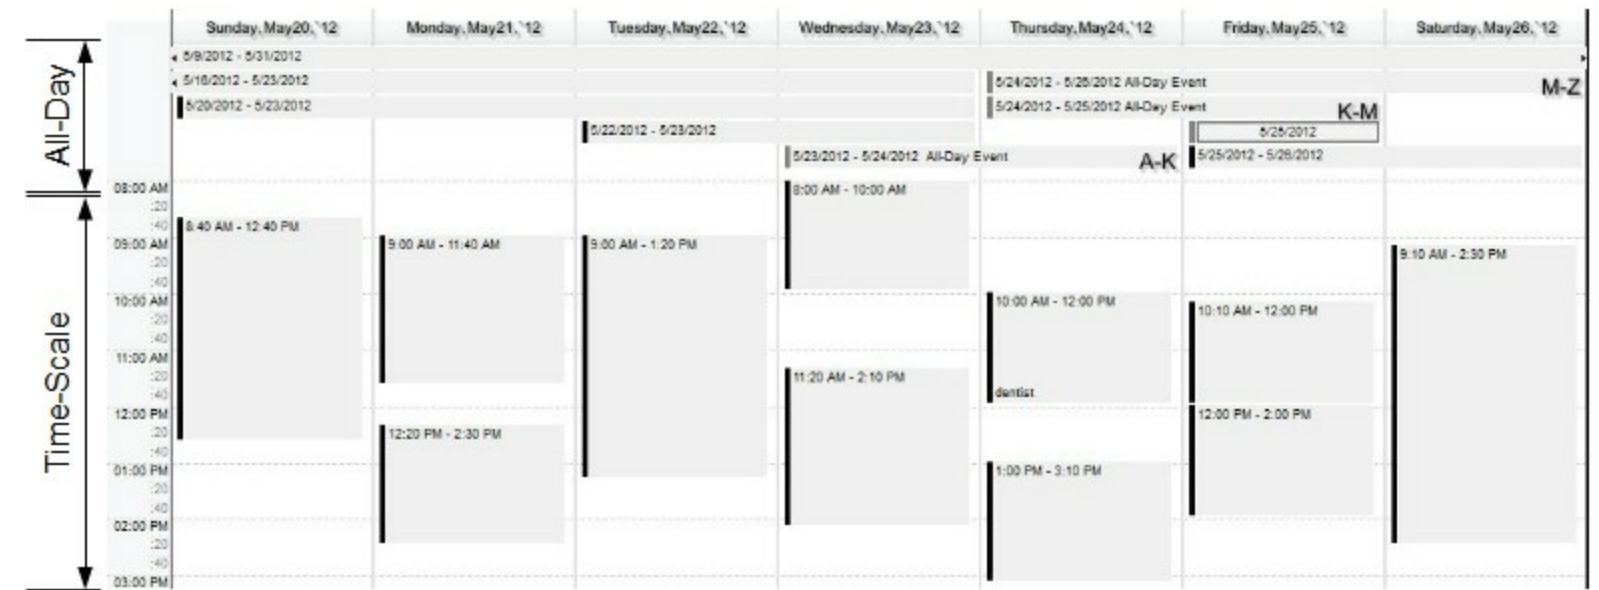 Sunday, May20, `12
Monday, May21, `12
Tuesday, May22, `12
Wednesday, May23, `12
Thursday, May24, `12
Friday, May25, `12
Saturday, May26, `12
All-Day
5/9/2012 - 5/31/2012
5/16/2012 - 5/23/2012
5/24/2012 - 5/26/2012 All-Day Event
M-Z
5/20/2012 - 5/23/2012
5/24/2012 - 5/25/2012 All-Day Event
K-M
5/22/2012 - 5/23/2012
5/25/2012
5/23/2012 - 5/24/2012 All-Day Event
A-K
5/25/2012 - 5/26/2012
Time-Scale
08:00 AM
:20
:40
09:00 AM
:20
:40
10:00 AM
:20
:40
11:00 AM
:20
:40
12:00 PM
:20
:40
01:00 PM
:20
:40
02:00 PM
:20
:40
03:00 PM
8:40 AM - 12:40 PM
9:00 AM - 11:40 AM
12:20 PM - 2:30 PM
9:00 AM - 1:20 PM
8:00 AM - 10:00 AM
11:20 AM - 2:10 PM
10:00 AM - 12:00 PM
dentist
1:00 PM - 3:10 PM
10:10 AM - 12:00 PM
12:00 PM - 2:00 PM
9:10 AM - 2:30 PM